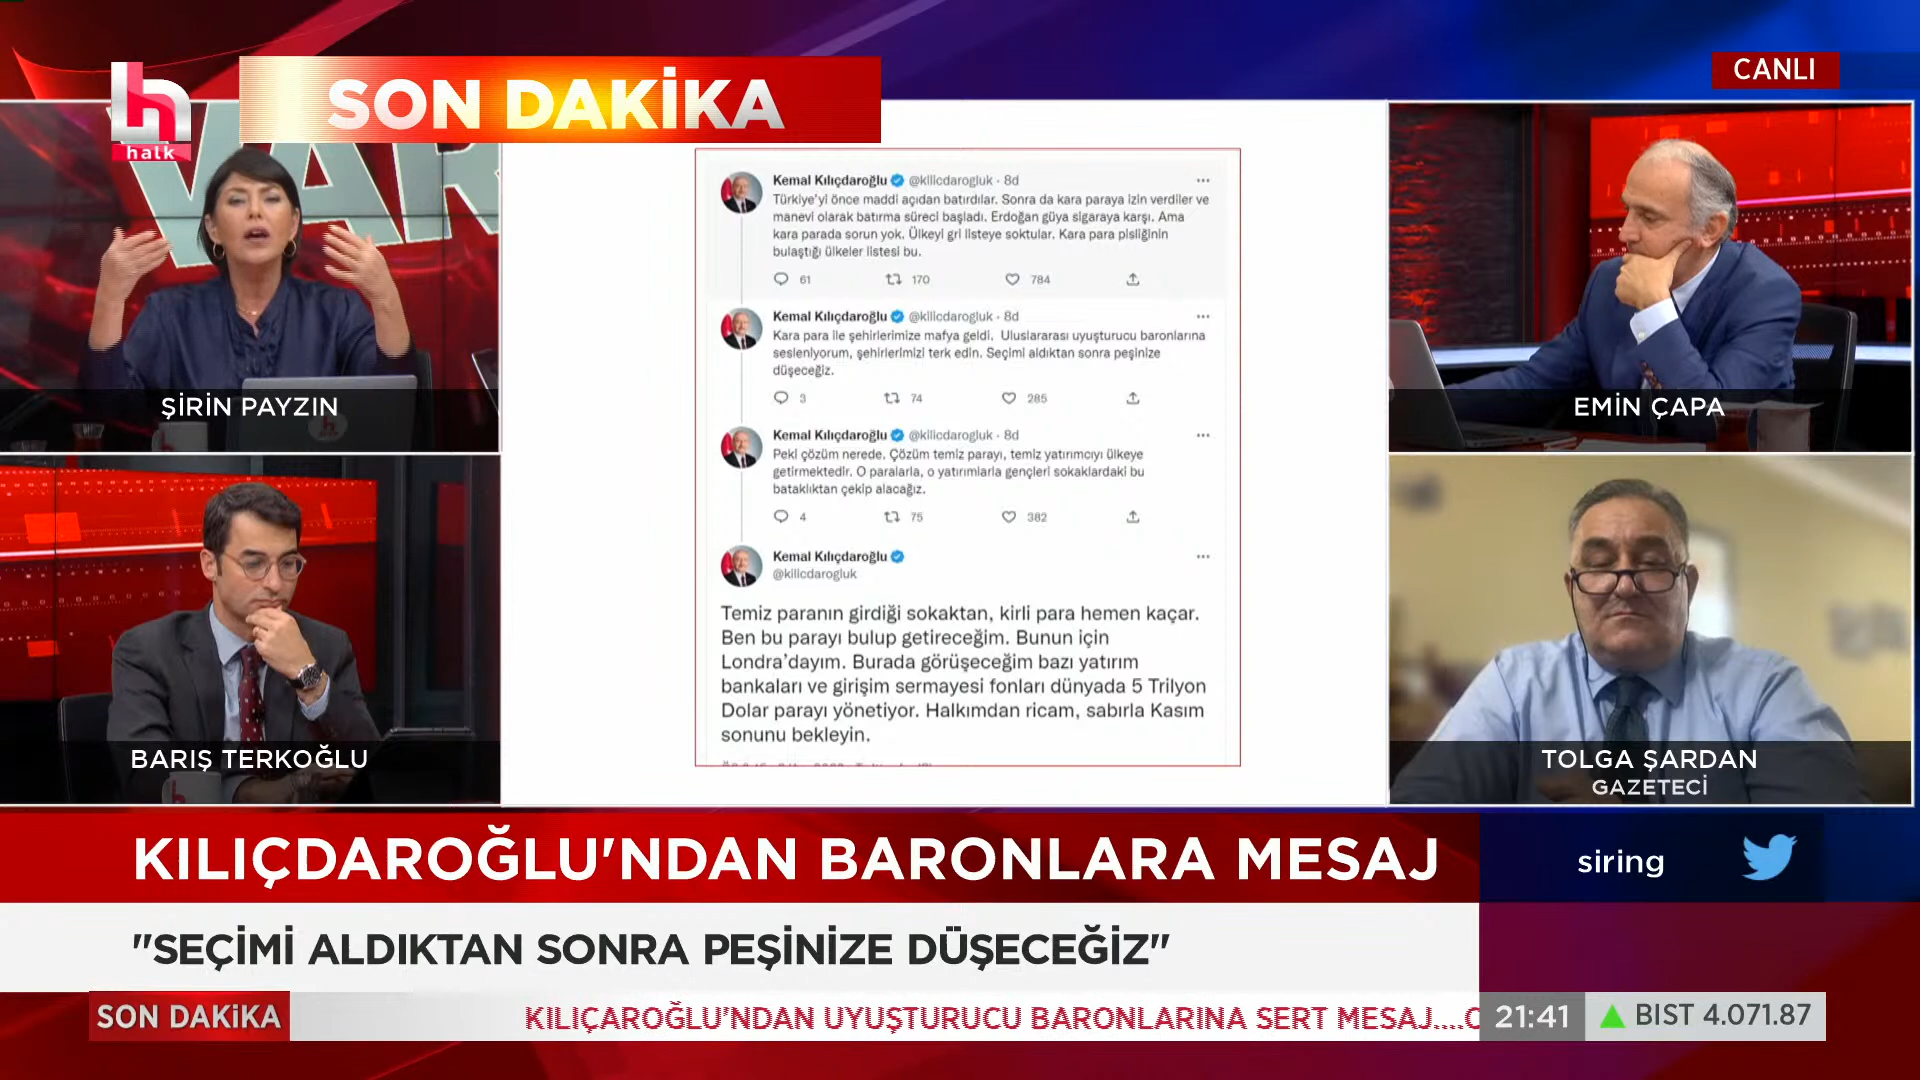 SON DAKİKA
CANLI
h
halk
VAR
Kemal Kılıçdaroğlu @kilicdarogluk · 8d
Türkiye'yi önce maddi açıdan batırdılar. Sonra da kara paraya izin verdiler ve
manevi olarak batırma süreci başladı. Erdoğan güya sigaraya karşı. Ama
kara parada sorun yok. Ülkeyi gri listeye soktular. Kara para pisliğinin
bulaştığı ülkeler listesi bu.
61 170 784
Kemal Kılıçdaroğlu @kilicdarogluk · 8d
Kara para ile şehirlerimize mafya geldi. Uluslararası uyuşturucu baronlarına
sesleniyorum, şehirlerimizi terk edin. Seçimi aldıktan sonra peşinize
düşeceğiz.
3 74 285
Kemal Kılıçdaroğlu @kilicdarogluk · 8d
Peki çözüm nerede. Çözüm temiz parayı, temiz yatırımcıyı ülkeye
getirmektedir. O paralarla, o yatırımlarla gençleri sokaklardaki bu
bataklıktan çekip alacağız.
4 75 382
Kemal Kılıçdaroğlu
@kilicdarogluk
Temiz paranın girdiği sokaktan, kirli para hemen kaçar.
Ben bu parayı bulup getireceğim. Bunun için
Londra'dayım. Burada görüşeceğim bazı yatırım
bankaları ve girişim sermayesi fonları dünyada 5 Trilyon
Dolar parayı yönetiyor. Halkımdan ricam, sabırla Kasım
sonunu bekleyin.
ŞİRİN PAYZIN
EMİN ÇAPA
BARIŞ TERKOĞLU
TOLGA ŞARDAN
GAZETECİ
KILIÇDAROĞLU'NDAN BARONLARA MESAJ
siring
"SEÇİMİ ALDIKTAN SONRA PEŞİNİZE DÜŞECEĞİZ"
SON DAKİKA
KILIÇAROĞLU'NDAN UYUŞTURUCU BARONLARINA SERT MESAJ....
21:41
BIST 4.071.87